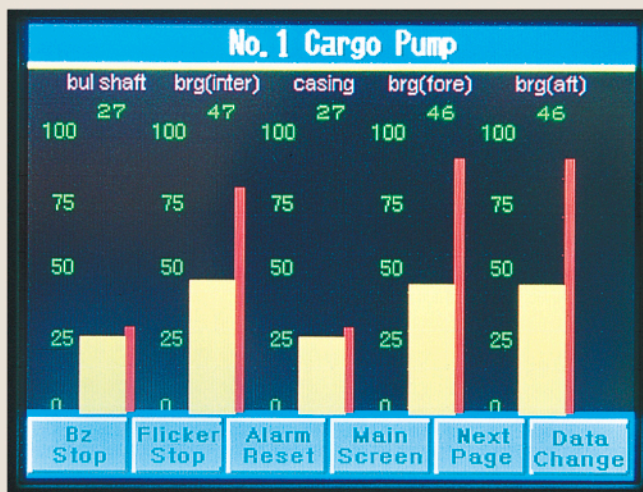 No.1 Cargo Pump
bul shaft brg(inter) casing brg(fore) brg(aft)
27 47 27 46 46
100 100 100 100 100
75 75 75 75 75
50 50 50 50 50
25 25 25 25 25
0 0 0 0 0
Bz Stop
Flicker Stop
Alarm Reset
Main Screen
Next Page
Data Change